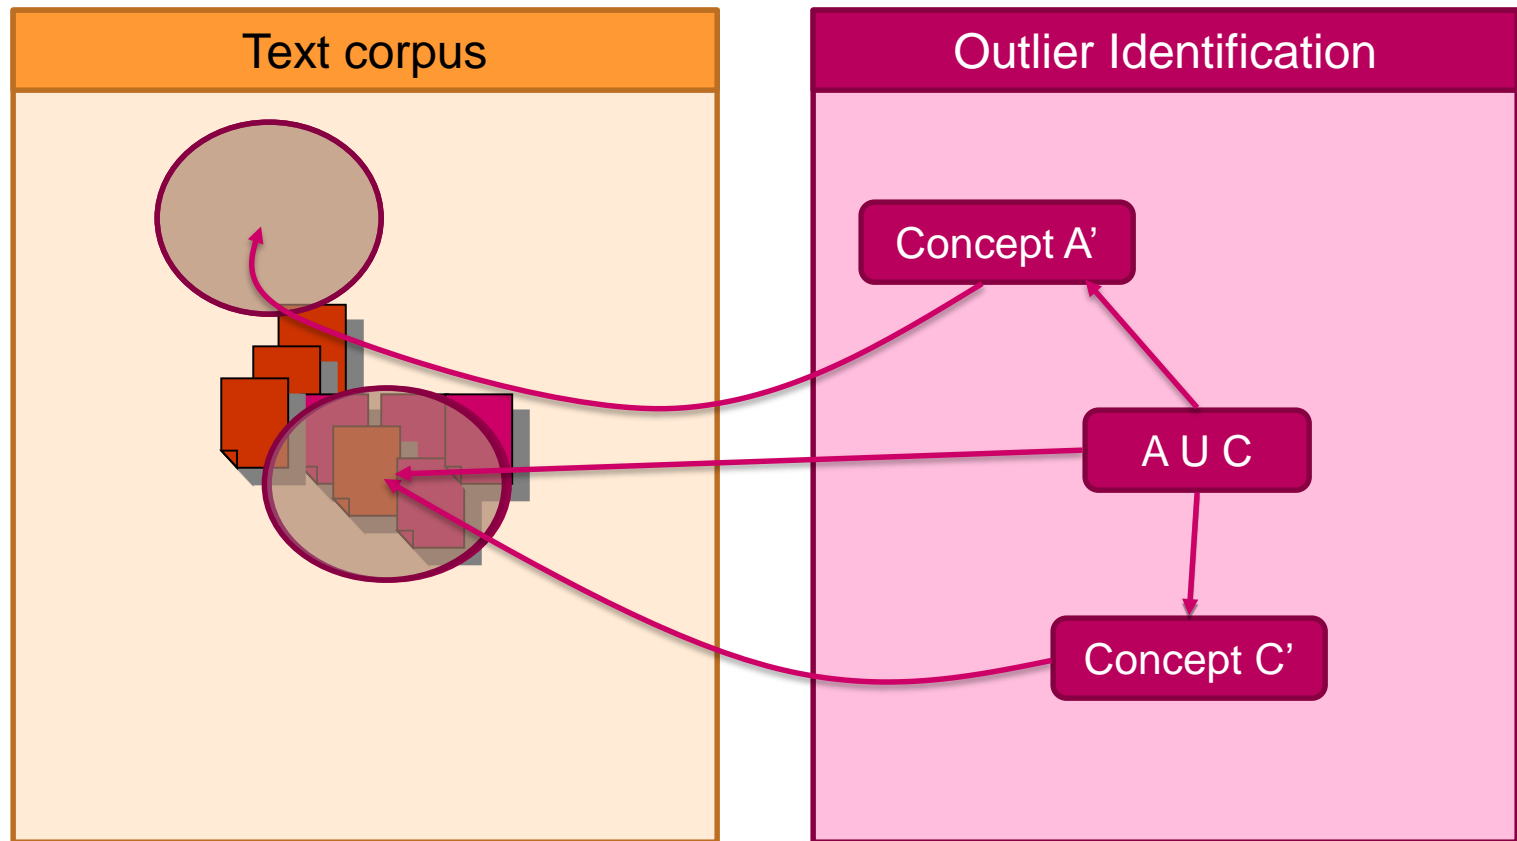 Text corpus
Outlier Identification
Concept A’
A U C
Concept C’